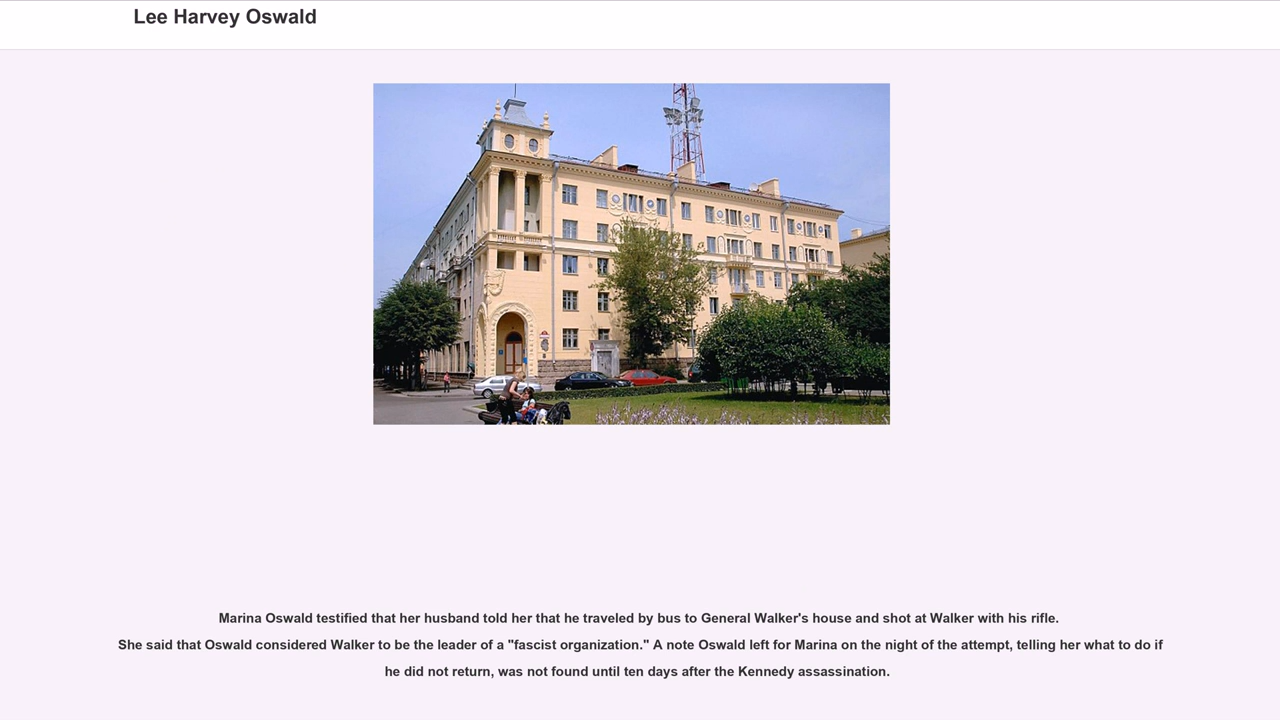 Lee Harvey Oswald
Marina Oswald testified that her husband told her that he traveled by bus to General Walker's house and shot at Walker with his rifle.
She said that Oswald considered Walker to be the leader of a "fascist organization." A note Oswald left for Marina on the night of the attempt, telling her what to do if
he did not return, was not found until ten days after the Kennedy assassination.